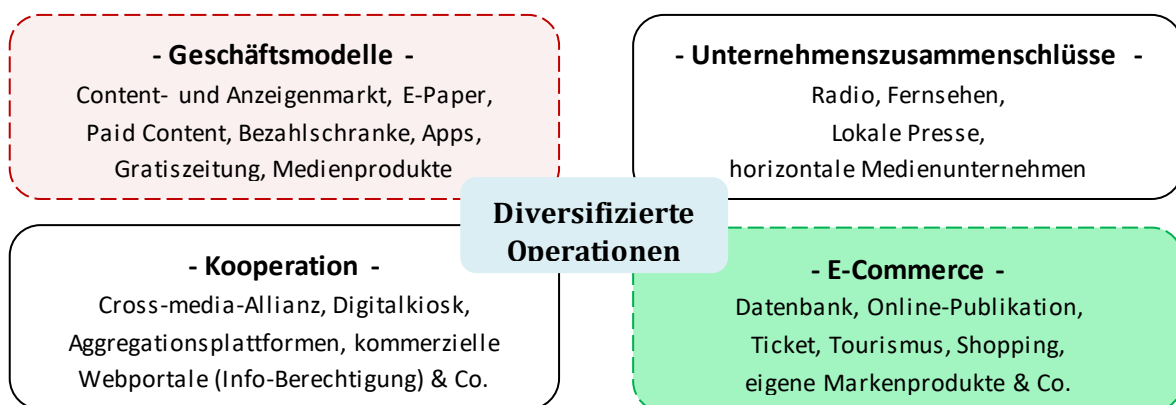 - Geschäftsmodelle -
Content- und Anzeigenmarkt, E-Paper,
Paid Content, Bezahlschranke, Apps,
Gratiszeitung, Medienprodukte
- Unternehmenszusammenschlüsse -
Radio, Fernsehen,
Lokale Presse,
horizontale Medienunternehmen
Diversifizierte
Operationen
- Kooperation -
Cross-media-Allianz, Digitalkiosk,
Aggregationsplattformen, kommerzielle
Webportale (Info-Berechtigung) & Co.
- E-Commerce -
Datenbank, Online-Publikation,
Ticket, Tourismus, Shopping,
eigene Markenprodukte & Co.